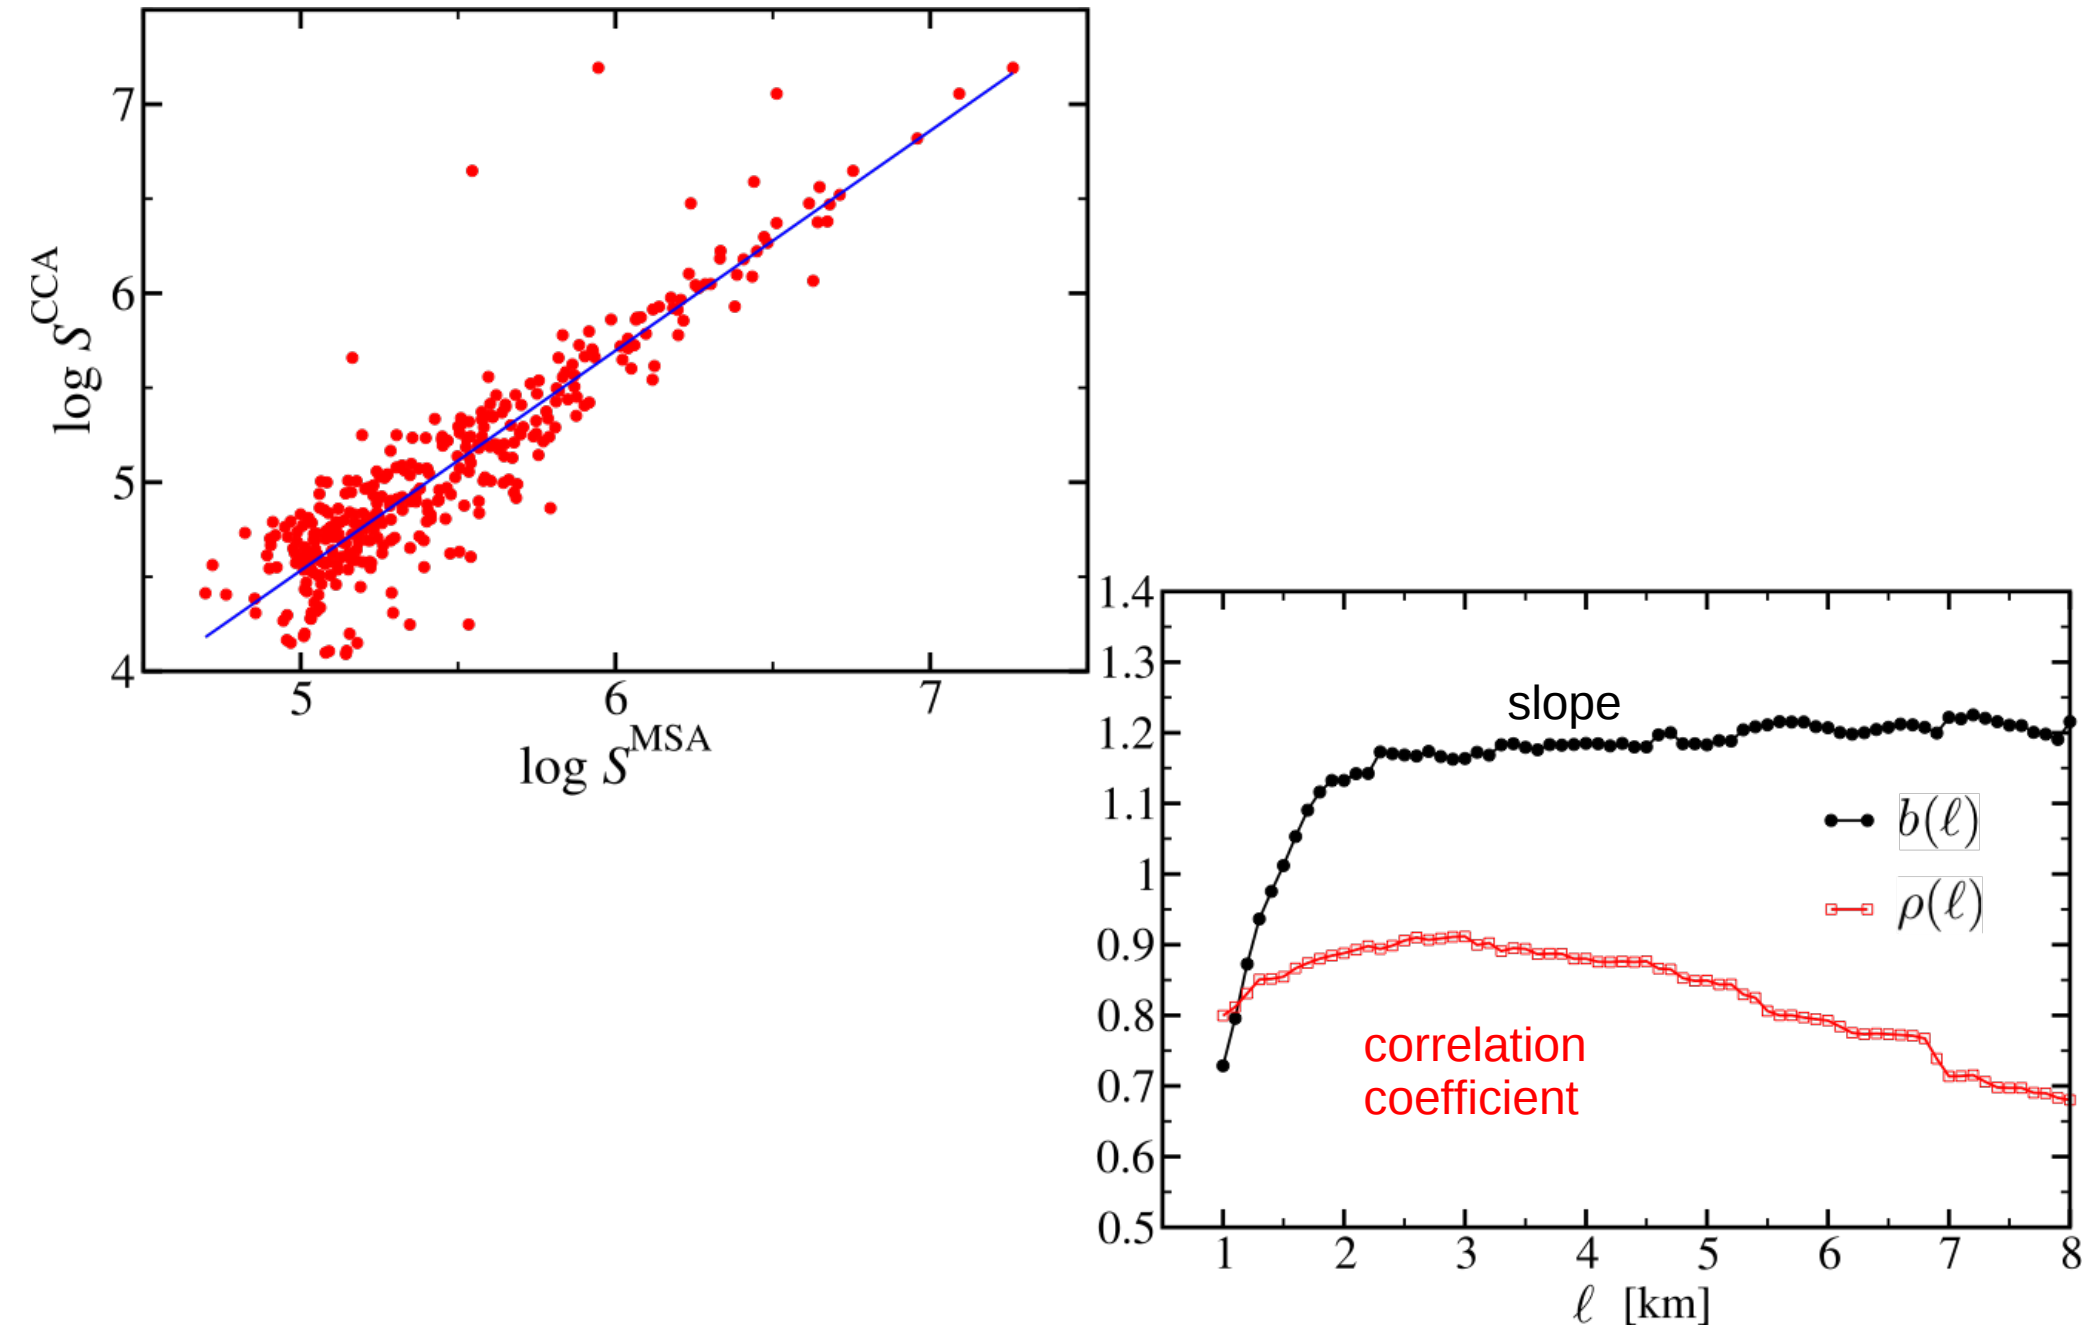 7
6
5
4
log S^CCA
5 6 7
log S^MSA
1.4
1.3
1.2
1.1
1
0.9
0.8
0.7
0.6
0.5
slope
b(ℓ)
ρ(ℓ)
correlation
coefficient
1 2 3 4 5 6 7 8
ℓ [km]